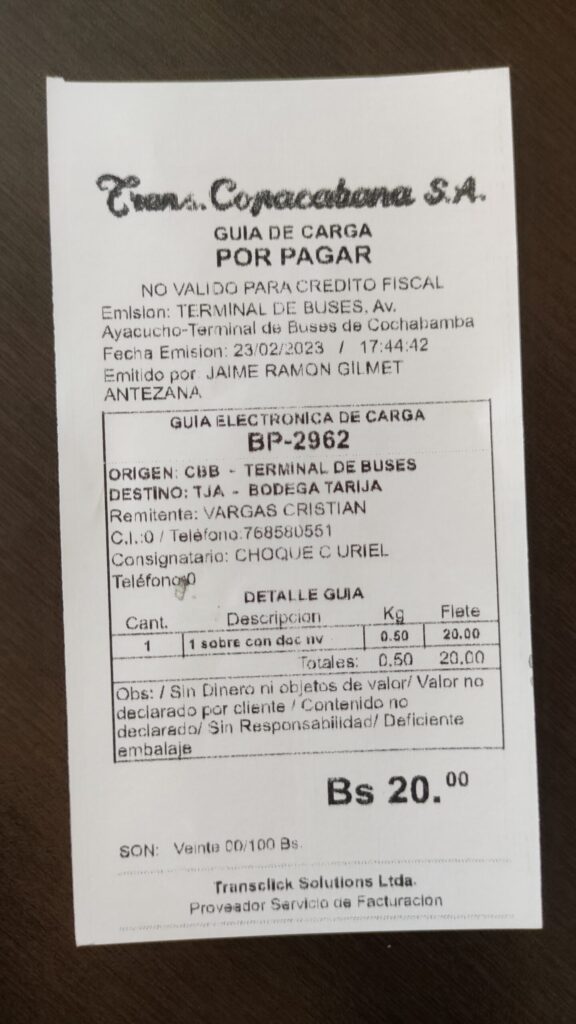 Trans. Copacabana S.A.
GUIA DE CARGA
POR PAGAR
NO VALIDO PARA CREDITO FISCAL
Emision: TERMINAL DE BUSES, Av.
Ayacucho-Terminal de Buses de Cochabamba
Fecha Emision: 23/02/2023 / 17:44:42
Emitido por: JAIME RAMON GILMET
ANTEZANA
GUIA ELECTRONICA DE CARGA
BP-2962
ORIGEN: CBB - TERMINAL DE BUSES
DESTINO: TJA - BODEGA TARIJA
Remitente: VARGAS CRISTIAN
C.I.:0 / Teléfono:768580551
Consignatario: CHOQUE C URIEL
Teléfono:0
DETALLE GUIA
Cant. Descripcion Kg Flete
1 1 sobre con doc nv 0.50 20.00
Totales: 0.50 20.00
Obs: / Sin Dinero ni objetos de valor/ Valor no
declarado por cliente / Contenido no
declarado/ Sin Responsabilidad/ Deficiente
embalaje
Bs 20.00
SON: Veinte 00/100 Bs.
Transclick Solutions Ltda.
Proveador Servicio de Facturación